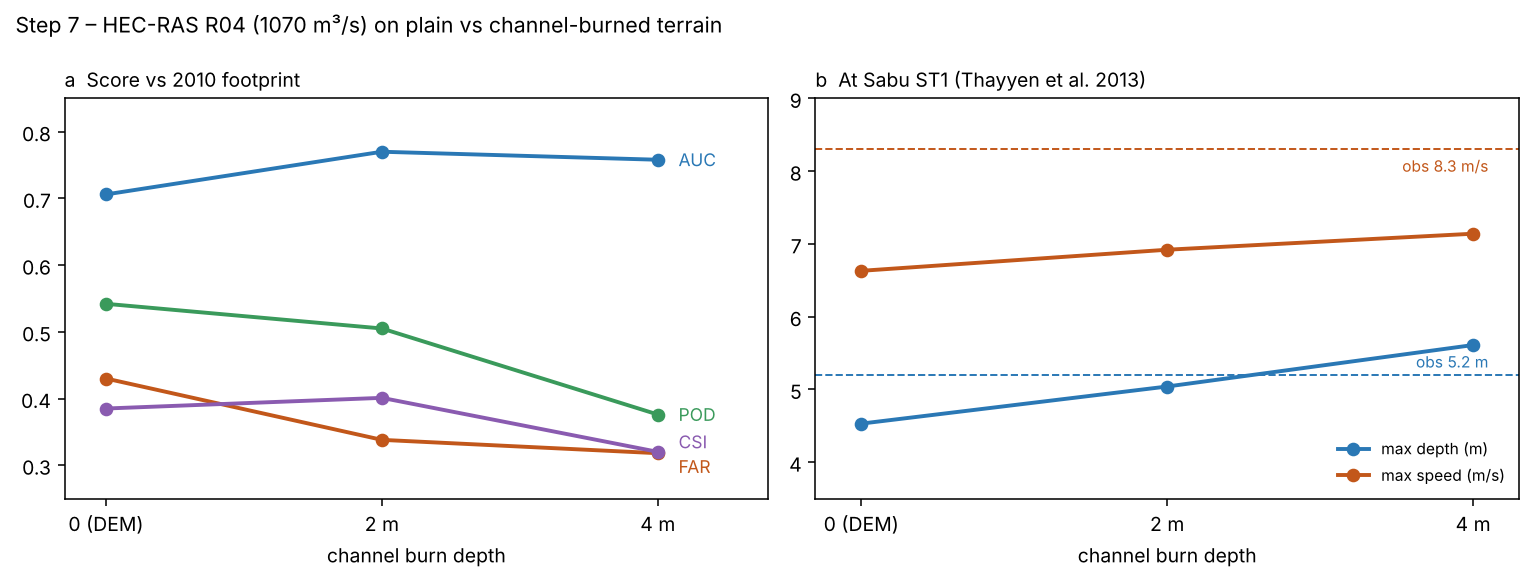 Step 7 – HEC-RAS R04 (1070 m³/s) on plain vs channel-burned terrain
a Score vs 2010 footprint
0.8
0.7
0.6
0.5
0.4
0.3
AUC
POD
CSI
FAR
0 (DEM)
2 m
4 m
channel burn depth
b At Sabu ST1 (Thayyen et al. 2013)
9
8
7
6
5
4
obs 8.3 m/s
obs 5.2 m
max depth (m)
max speed (m/s)
0 (DEM)
2 m
4 m
channel burn depth